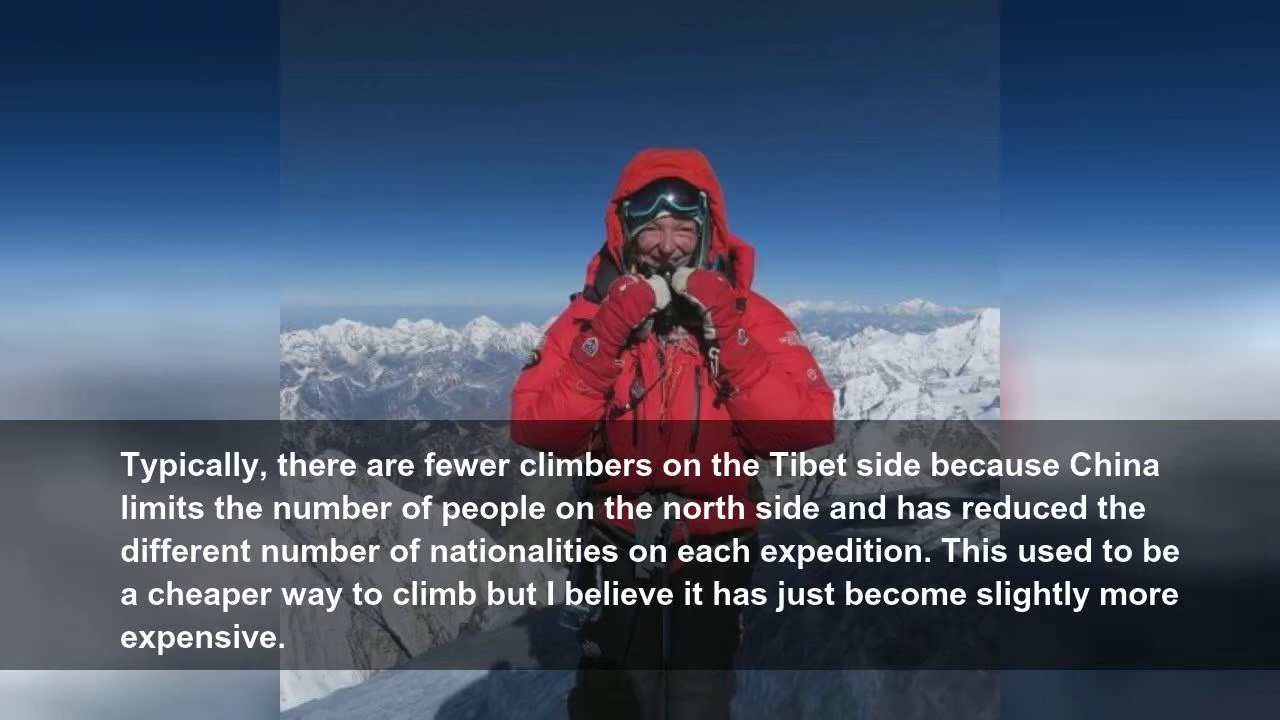 Typically, there are fewer climbers on the Tibet side because China
limits the number of people on the north side and has reduced the
different number of nationalities on each expedition. This used to be
a cheaper way to climb but I believe it has just become slightly more
expensive.